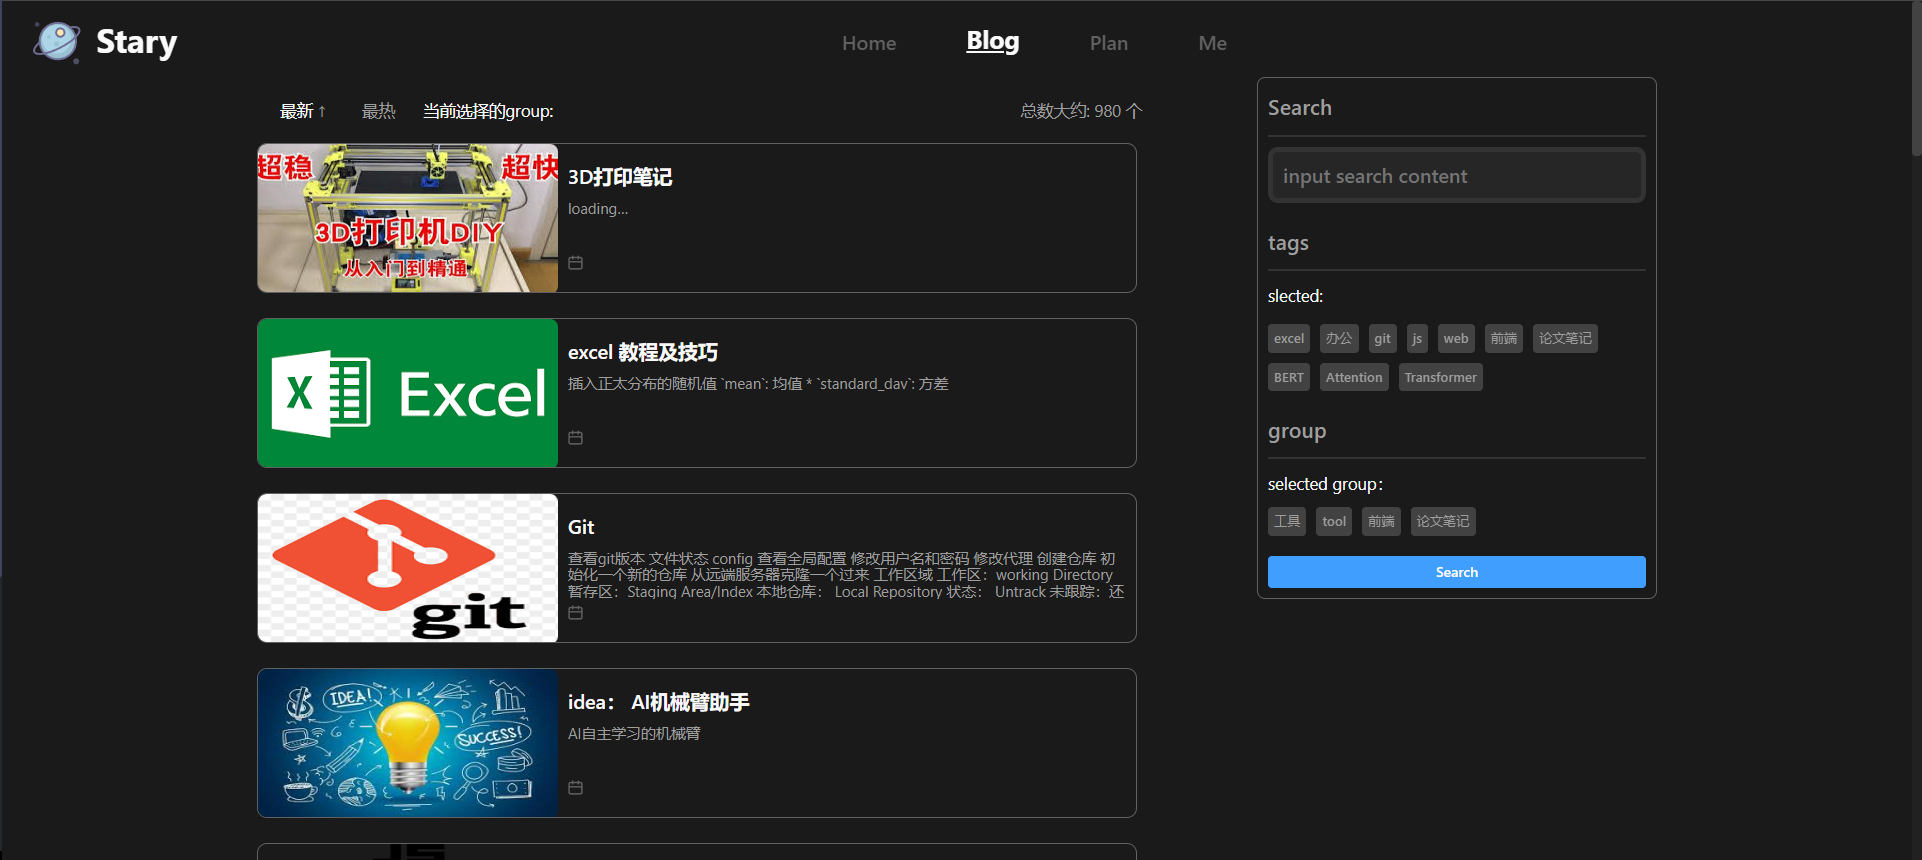 Stary
Home Blog Plan Me
最新 ↑ 最热 当前选择的group: 总数大约: 980 个
超稳 超快
3D打印机DIY
从入门到精通
3D打印笔记
loading...
Excel
excel 教程及技巧
插入正太分布的随机值 `mean`: 均值 * `standard_dav`: 方差
git
Git
查看git版本 文件状态 config 查看全局配置 修改用户名和密码 修改代理 创建仓库 初
始化一个新的仓库 从远端服务器克隆一个过来 工作区域 工作区：working Directory
暂存区：Staging Area/Index 本地仓库： Local Repository 状态： Untrack 未跟踪：还
IDEA!
SUCCESS!
idea： AI机械臂助手
AI自主学习的机械臂
Search
input search content
tags
slected:
excel 办公 git js web 前端 论文笔记
BERT Attention Transformer
group
selected group：
工具 tool 前端 论文笔记
Search